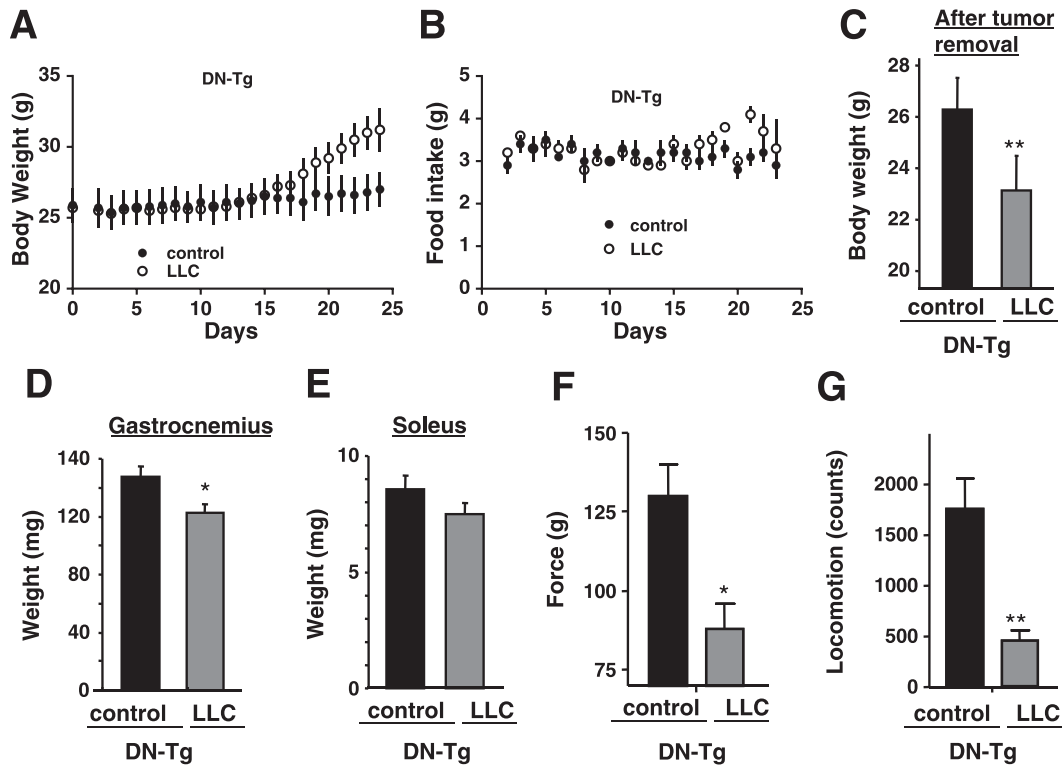 A
DN-Tg
Body Weight (g)
35
30
25
20
control
LLC
0
5
10
15
20
25
Days
B
DN-Tg
Food intake (g)
5
4
3
2
1
0
control
LLC
0
5
10
15
20
25
Days
C
After tumor
removal
Body weight (g)
28
26
24
22
20
**
control
LLC
DN-Tg
D
Gastrocnemius
Weight (mg)
140
120
80
40
0
*
control
LLC
DN-Tg
E
Soleus
Weight (mg)
10
5
0
control
LLC
DN-Tg
F
Force (g)
150
125
100
75
*
control
LLC
DN-Tg
G
Locomotion (counts)
2000
1500
1000
500
0
**
control
LLC
DN-Tg